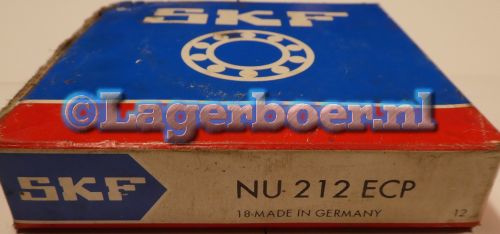 SKF
©Lagerboer.nl
SKF
NU 212 ECP
18-MADE IN GERMANY
12